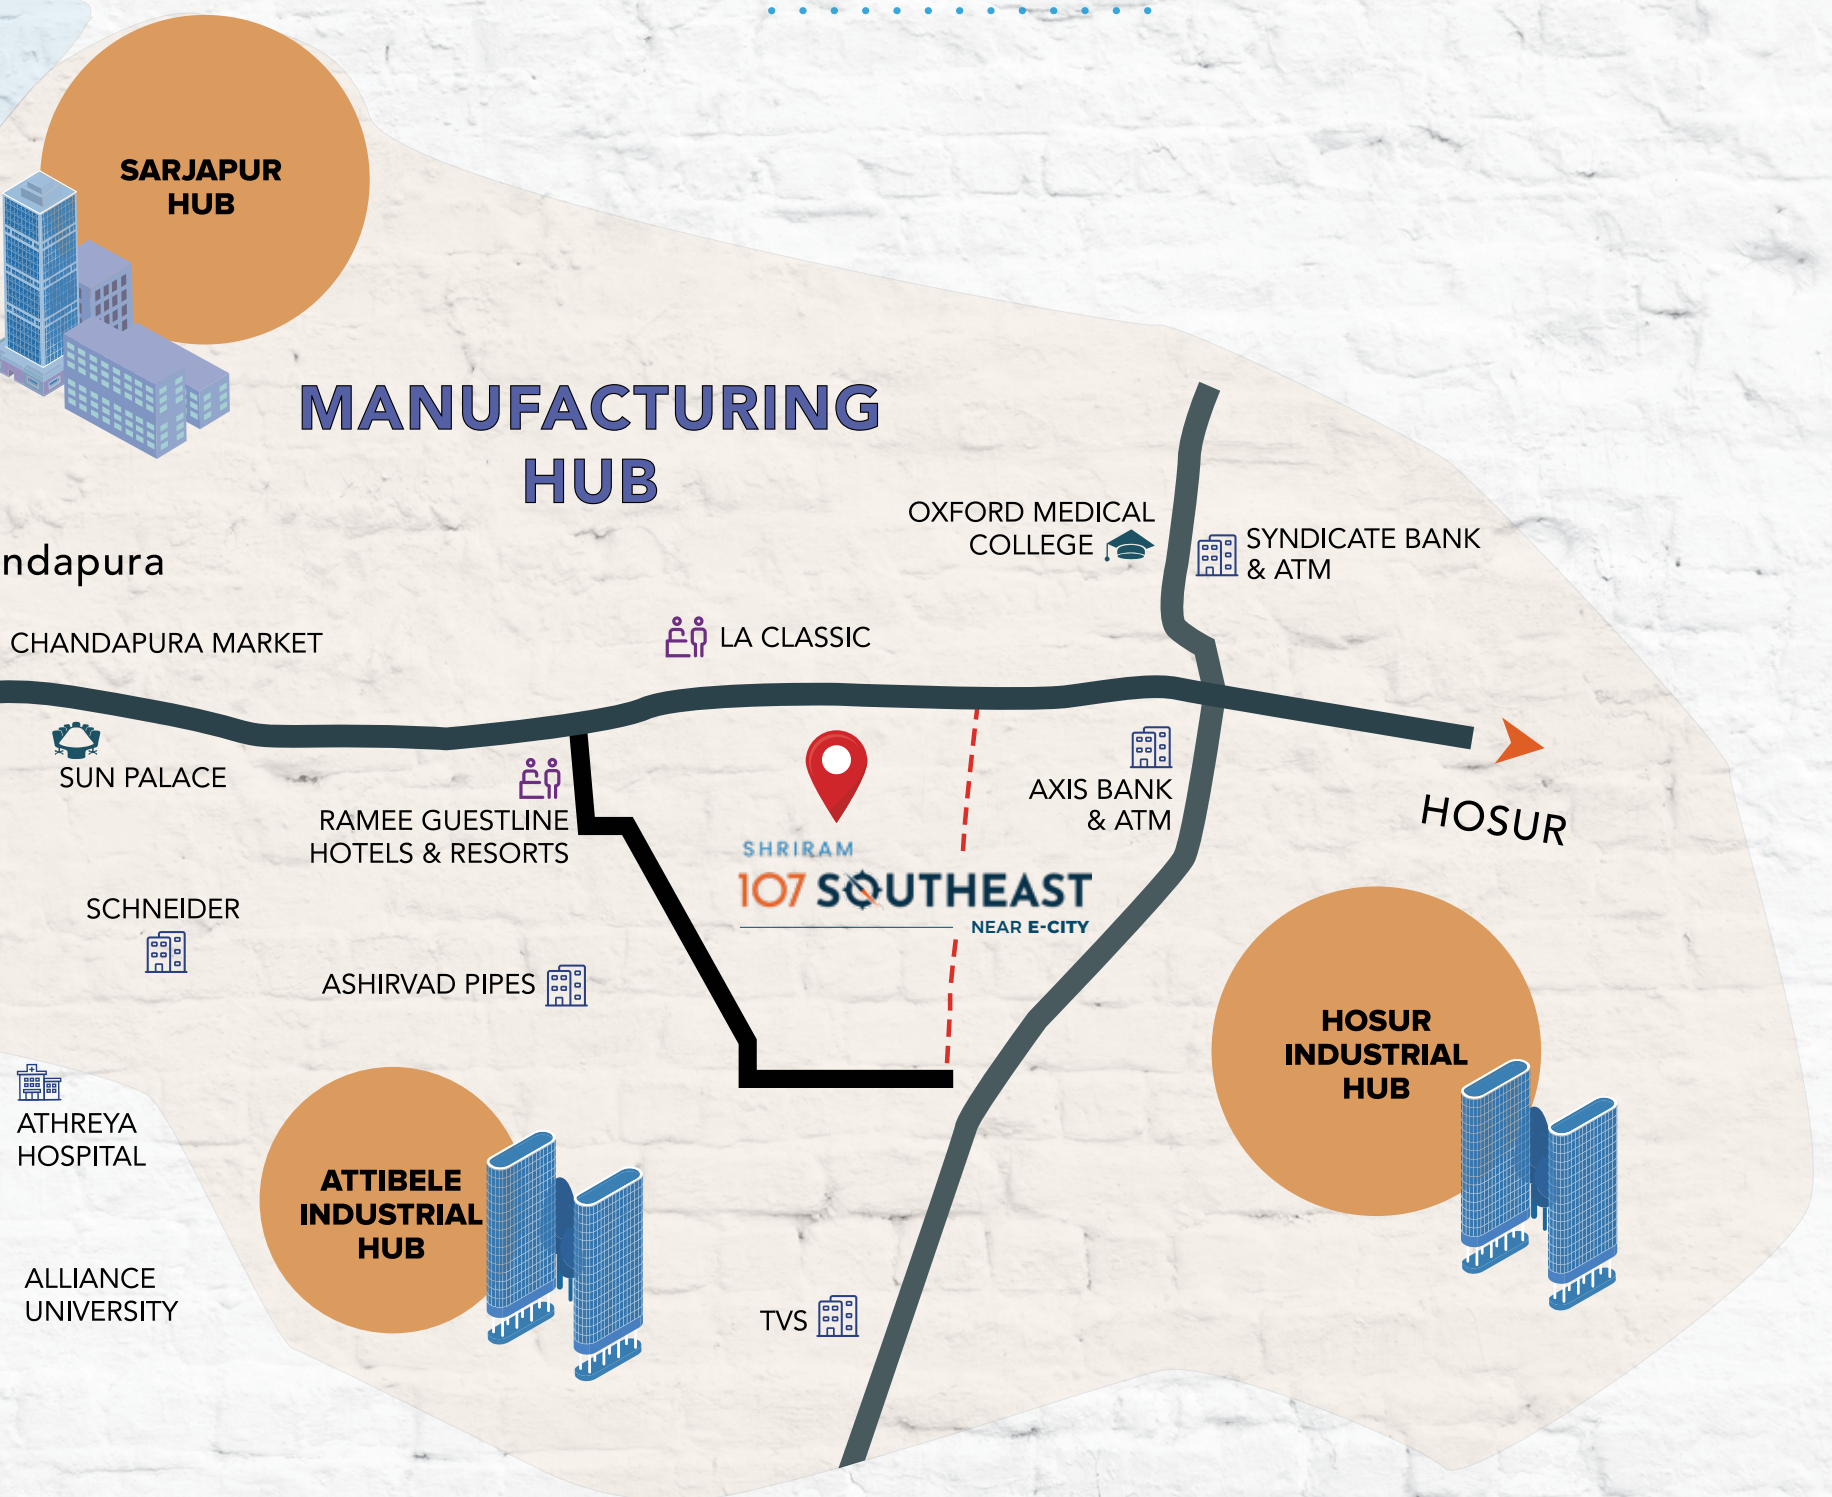 SARJAPUR
HUB
MANUFACTURING
HUB
OXFORD MEDICAL
COLLEGE
SYNDICATE BANK
& ATM
ndapura
CHANDAPURA MARKET
LA CLASSIC
SUN PALACE
RAMEE GUESTLINE
HOTELS & RESORTS
AXIS BANK
& ATM
HOSUR
SHRIRAM
107 SOUTHEAST
NEAR E-CITY
SCHNEIDER
ASHIRVAD PIPES
HOSUR
INDUSTRIAL
HUB
ATHREYA
HOSPITAL
ATTIBELE
INDUSTRIAL
HUB
ALLIANCE
UNIVERSITY
TVS